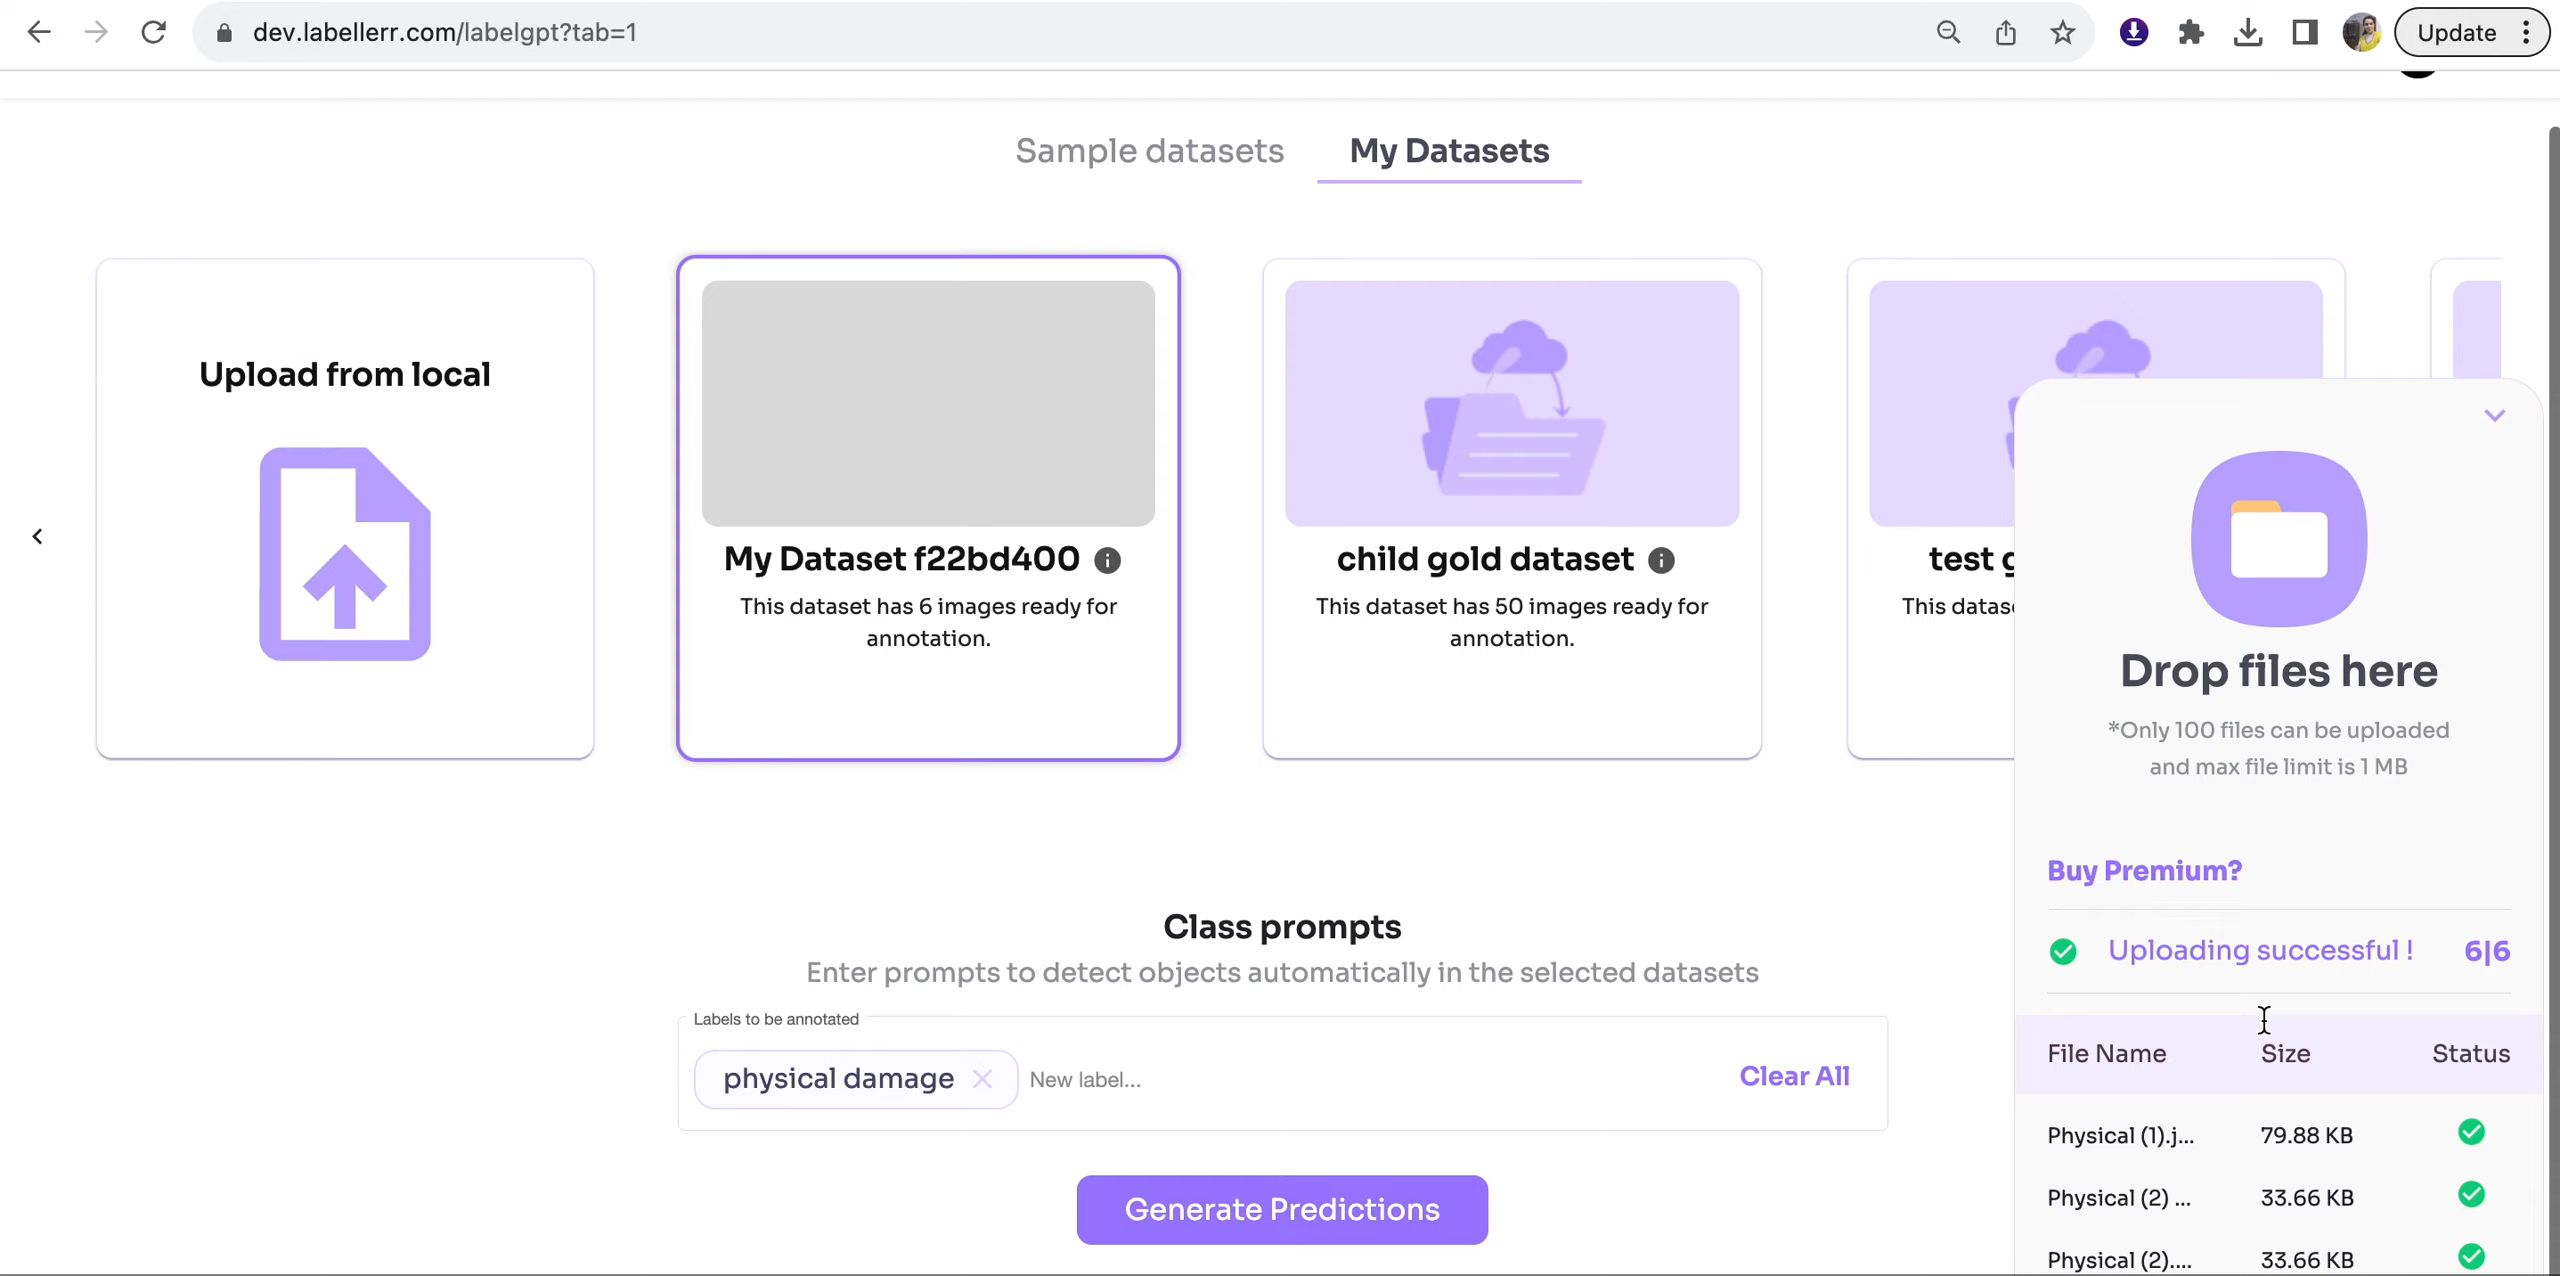 dev.labellerr.com/labelgpt?tab=1
Update
Sample datasets
My Datasets
Upload from local
My Dataset f22bd400
This dataset has 6 images ready for
annotation.
child gold dataset
This dataset has 50 images ready for
annotation.
test g
This datas
Drop files here
*Only 100 files can be uploaded
and max file limit is 1 MB
Buy Premium?
Uploading successful ! 6|6
File Name Size Status
Physical (1).j... 79.88 KB
Physical (2) ... 33.66 KB
Physical (2).... 33.66 KB
Class prompts
Enter prompts to detect objects automatically in the selected datasets
Labels to be annotated
physical damage New label... Clear All
Generate Predictions